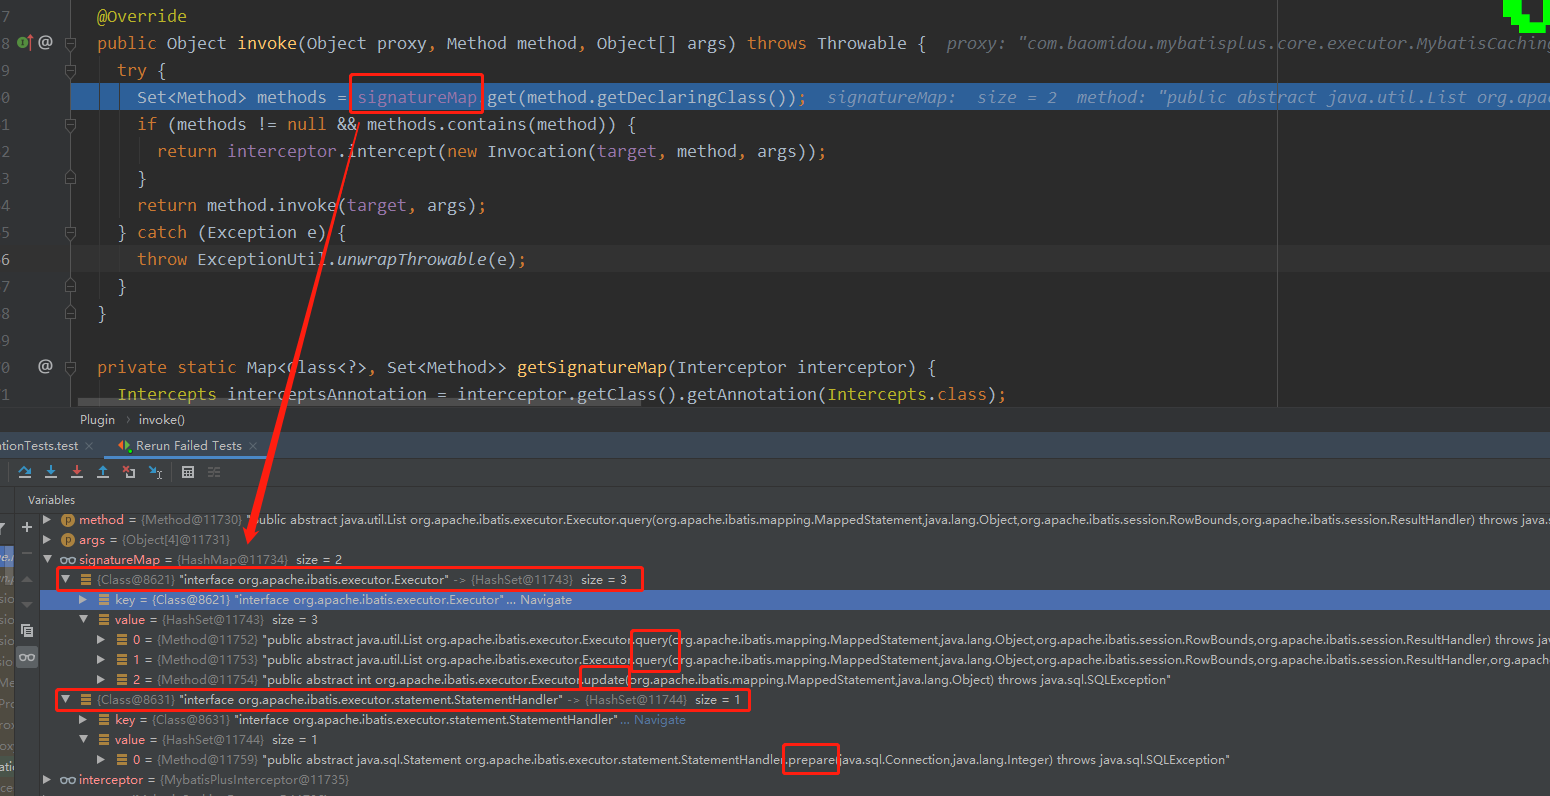 7 @Override
8 @ public Object invoke(Object proxy, Method method, Object[] args) throws Throwable { proxy: "com.baomidou.mybatisplus.core.executor.MybatisCaching
9 try {
0 Set<Method> methods = signatureMap.get(method.getDeclaringClass()); signatureMap: size = 2 method: "public abstract java.util.List org.apa
1 if (methods != null && methods.contains(method)) {
2 return interceptor.intercept(new Invocation(target, method, args));
3 }
4 return method.invoke(target, args);
5 } catch (Exception e) {
6 throw ExceptionUtil.unwrapThrowable(e);
7 }
8 }
9
0 @ private static Map<Class<?>, Set<Method>> getSignatureMap(Interceptor interceptor) {
1 Intercepts interceptsAnnotation = interceptor.getClass().getAnnotation(Intercepts.class);
Plugin › invoke()
tionTests.test × Rerun Failed Tests ×
Variables
method = {Method@11730} "public abstract java.util.List org.apache.ibatis.executor.Executor.query(org.apache.ibatis.mapping.MappedStatement,java.lang.Object,org.apache.ibatis.session.RowBounds,org.apache.ibatis.session.ResultHandler) throws java.s
args = {Object[4]@11731}
signatureMap = {HashMap@11734} size = 2
{Class@8621} "interface org.apache.ibatis.executor.Executor" -> {HashSet@11743} size = 3
key = {Class@8621} "interface org.apache.ibatis.executor.Executor" ... Navigate
value = {HashSet@11743} size = 3
0 = {Method@11752} "public abstract java.util.List org.apache.ibatis.executor.Executor.query(org.apache.ibatis.mapping.MappedStatement,java.lang.Object,org.apache.ibatis.session.RowBounds,org.apache.ibatis.session.ResultHandler) throws jav
1 = {Method@11753} "public abstract java.util.List org.apache.ibatis.executor.Executor.query(org.apache.ibatis.mapping.MappedStatement,java.lang.Object,org.apache.ibatis.session.RowBounds,org.apache.ibatis.session.ResultHandler,org.apache
2 = {Method@11754} "public abstract int org.apache.ibatis.executor.Executor.update(org.apache.ibatis.mapping.MappedStatement,java.lang.Object) throws java.sql.SQLException"
{Class@8631} "interface org.apache.ibatis.executor.statement.StatementHandler" -> {HashSet@11744} size = 1
key = {Class@8631} "interface org.apache.ibatis.executor.statement.StatementHandler" ... Navigate
value = {HashSet@11744} size = 1
0 = {Method@11759} "public abstract java.sql.Statement org.apache.ibatis.executor.statement.StatementHandler.prepare(java.sql.Connection,java.lang.Integer) throws java.sql.SQLException"
interceptor = {MybatisPlusInterceptor@11735}